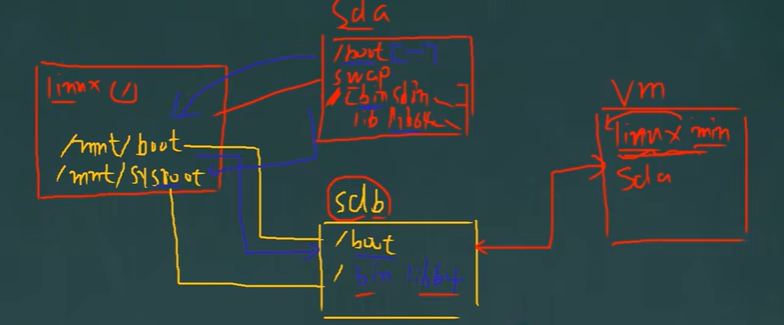 sda
/boot [---]
swap
/ [bin sbin
lib lib64
linux (/)
/mnt/boot
/mnt/sysroot
sdb
/boot
/ bin lib64
VM
linux min
sda